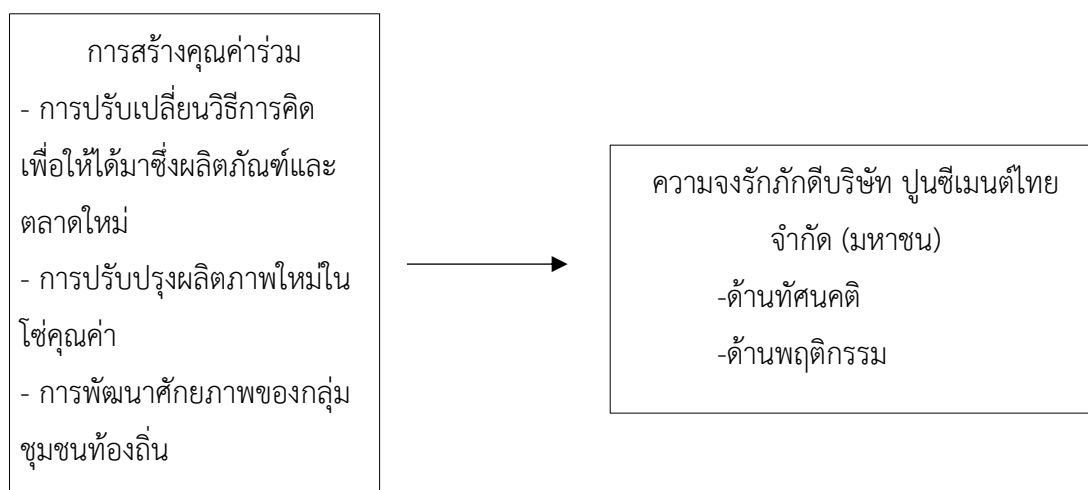 การสร้างคุณค่าร่วม
- การปรับเปลี่ยนวิธีการคิด
เพื่อให้ได้มาซึ่งผลิตภัณฑ์และ
ตลาดใหม่
- การปรับปรุงผลิตภาพใหม่ใน
โซ่คุณค่า
- การพัฒนาศักยภาพของกลุ่ม
ชุมชนท้องถิ่น
ความจงรักภักดีบริษัท ปูนซีเมนต์ไทย
จำกัด (มหาชน)
-ด้านทัศนคติ
-ด้านพฤติกรรม